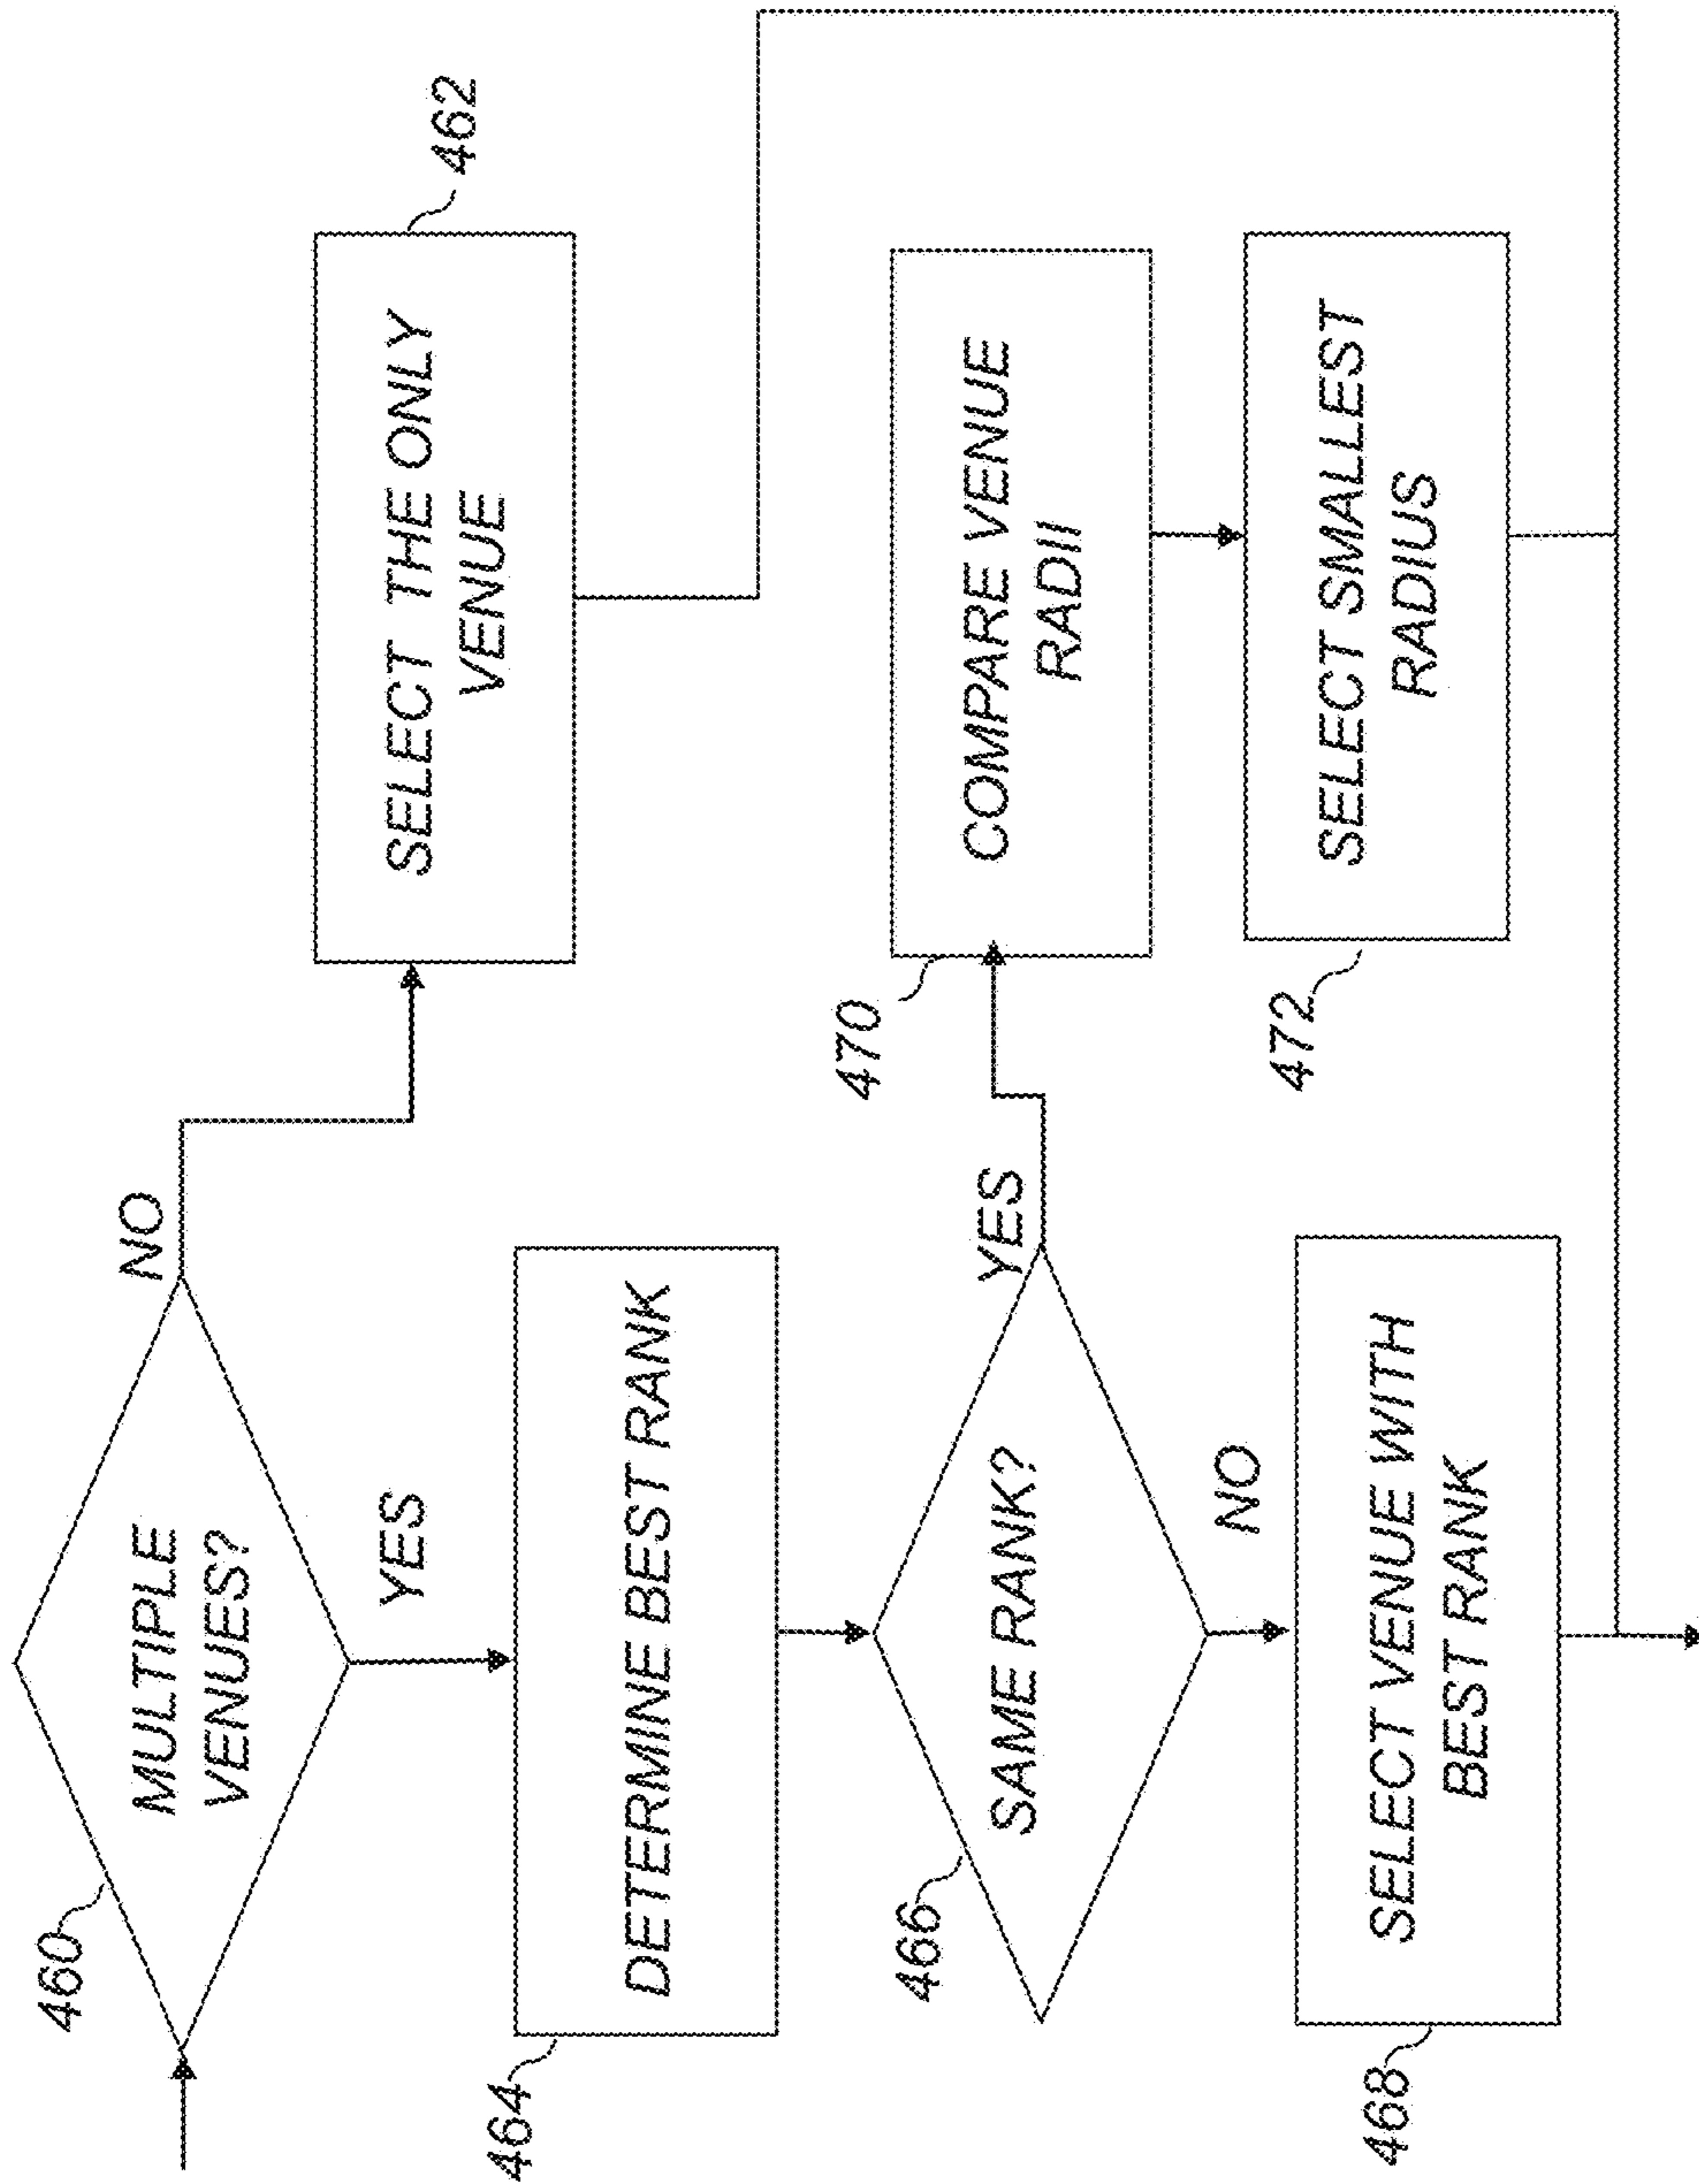 460
MULTIPLE
VENUES?
NO
SELECT THE ONLY
VENUE
462
YES
464
DETERMINE BEST RANK
466
SAME RANK?
YES
470
COMPARE VENUE
RADII
NO
468
SELECT VENUE WITH
BEST RANK
472
SELECT SMALLEST
RADIUS